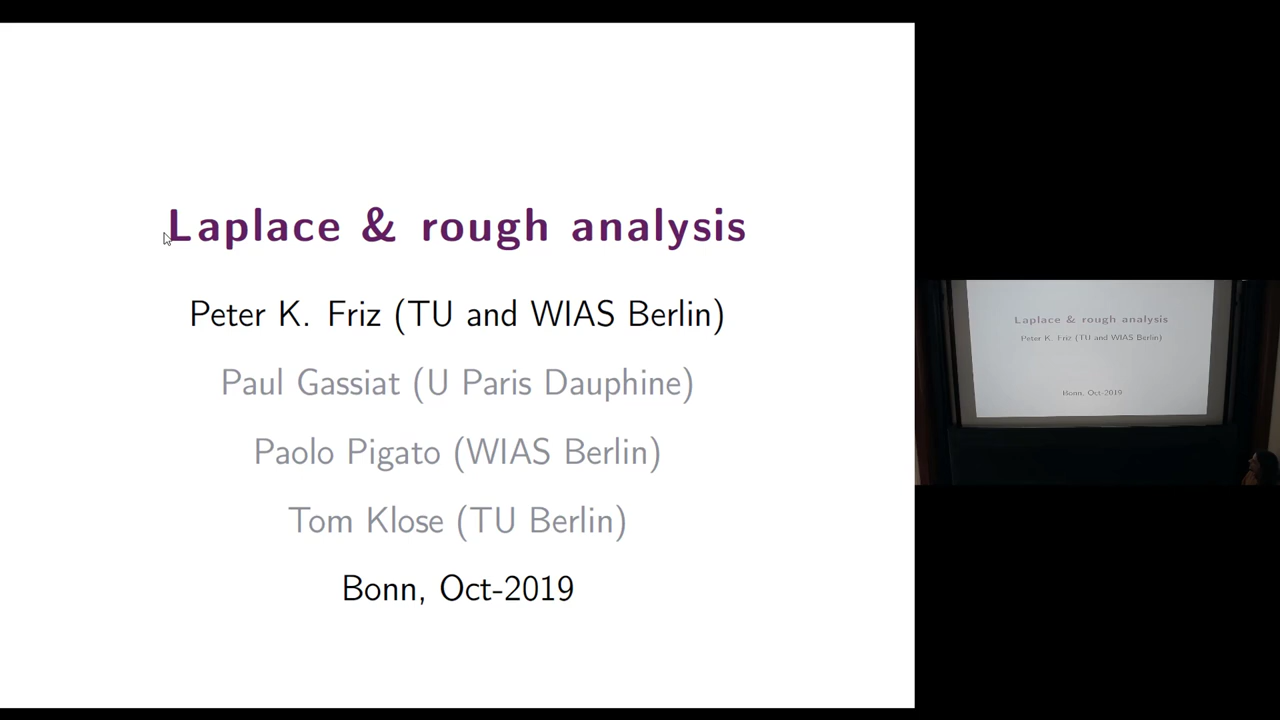 Laplace & rough analysis
Peter K. Friz (TU and WIAS Berlin)
Paul Gassiat (U Paris Dauphine)
Paolo Pigato (WIAS Berlin)
Tom Klose (TU Berlin)
Bonn, Oct-2019
Laplace & rough analysis
Peter K. Friz (TU and WIAS Berlin)
Bonn, Oct-2019